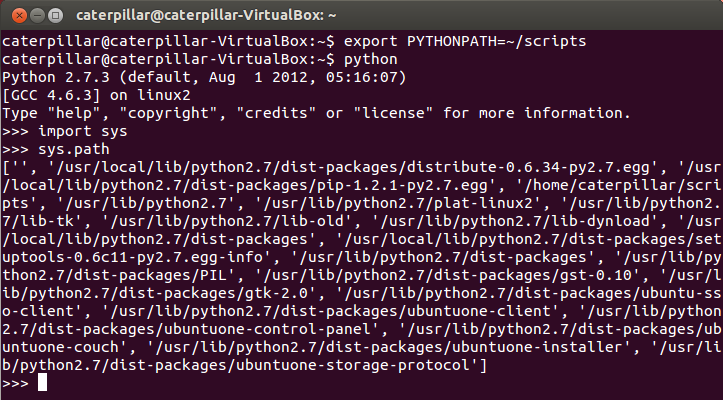 caterpillar@caterpillar-VirtualBox: ~
caterpillar@caterpillar-VirtualBox:~$ export PYTHONPATH=~/scripts
caterpillar@caterpillar-VirtualBox:~$ python
Python 2.7.3 (default, Aug  1 2012, 05:16:07)
[GCC 4.6.3] on linux2
Type "help", "copyright", "credits" or "license" for more information.
>>> import sys
>>> sys.path
['', '/usr/local/lib/python2.7/dist-packages/distribute-0.6.34-py2.7.egg', '/usr
/local/lib/python2.7/dist-packages/pip-1.2.1-py2.7.egg', '/home/caterpillar/scri
pts', '/usr/lib/python2.7', '/usr/lib/python2.7/plat-linux2', '/usr/lib/python2.
7/lib-tk', '/usr/lib/python2.7/lib-old', '/usr/lib/python2.7/lib-dynload', '/usr
/local/lib/python2.7/dist-packages', '/usr/local/lib/python2.7/dist-packages/set
uptools-0.6c11-py2.7.egg-info', '/usr/lib/python2.7/dist-packages', '/usr/lib/py
thon2.7/dist-packages/PIL', '/usr/lib/python2.7/dist-packages/gst-0.10', '/usr/l
ib/python2.7/dist-packages/gtk-2.0', '/usr/lib/python2.7/dist-packages/ubuntu-ss
o-client', '/usr/lib/python2.7/dist-packages/ubuntuone-client', '/usr/lib/python
2.7/dist-packages/ubuntuone-control-panel', '/usr/lib/python2.7/dist-packages/ub
untuone-couch', '/usr/lib/python2.7/dist-packages/ubuntuone-installer', '/usr/li
b/python2.7/dist-packages/ubuntuone-storage-protocol']
>>>